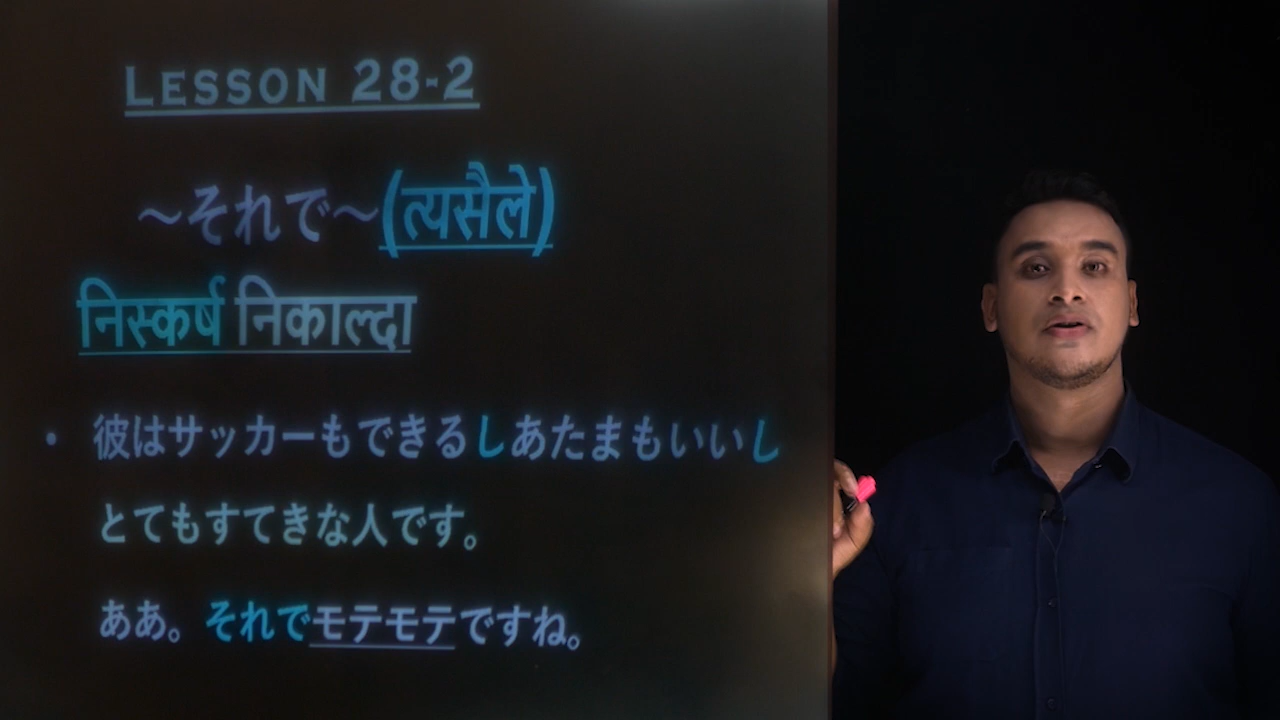 LESSON 28-2
～それで～(त्यसैले)
निस्कर्ष निकाल्दा
• 彼はサッカーもできるしあたまもいいし
とてもすてきな人です。
ああ。それでモテモテですね。